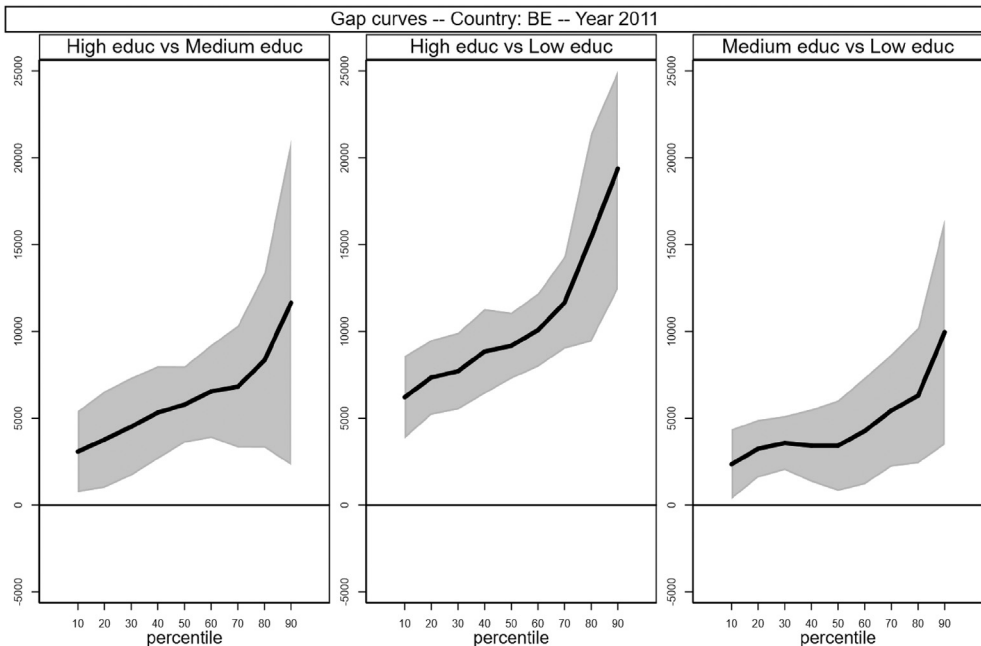 Gap curves -- Country: BE -- Year 2011
High educ vs Medium educ
High educ vs Low educ
Medium educ vs Low educ
25000
20000
15000
10000
5000
0
-5000
25000
20000
15000
10000
5000
0
-5000
25000
20000
15000
10000
5000
0
-5000
10 20 30 40 50 60 70 80 90
10 20 30 40 50 60 70 80 90
10 20 30 40 50 60 70 80 90
percentile
percentile
percentile